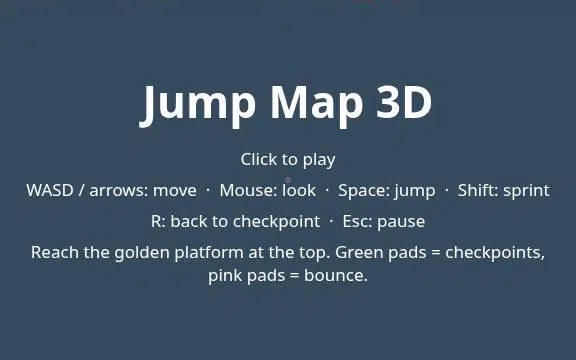 Jump Map 3D
Click to play
WASD / arrows: move · Mouse: look · Space: jump · Shift: sprint
R: back to checkpoint · Esc: pause
Reach the golden platform at the top. Green pads = checkpoints,
pink pads = bounce.